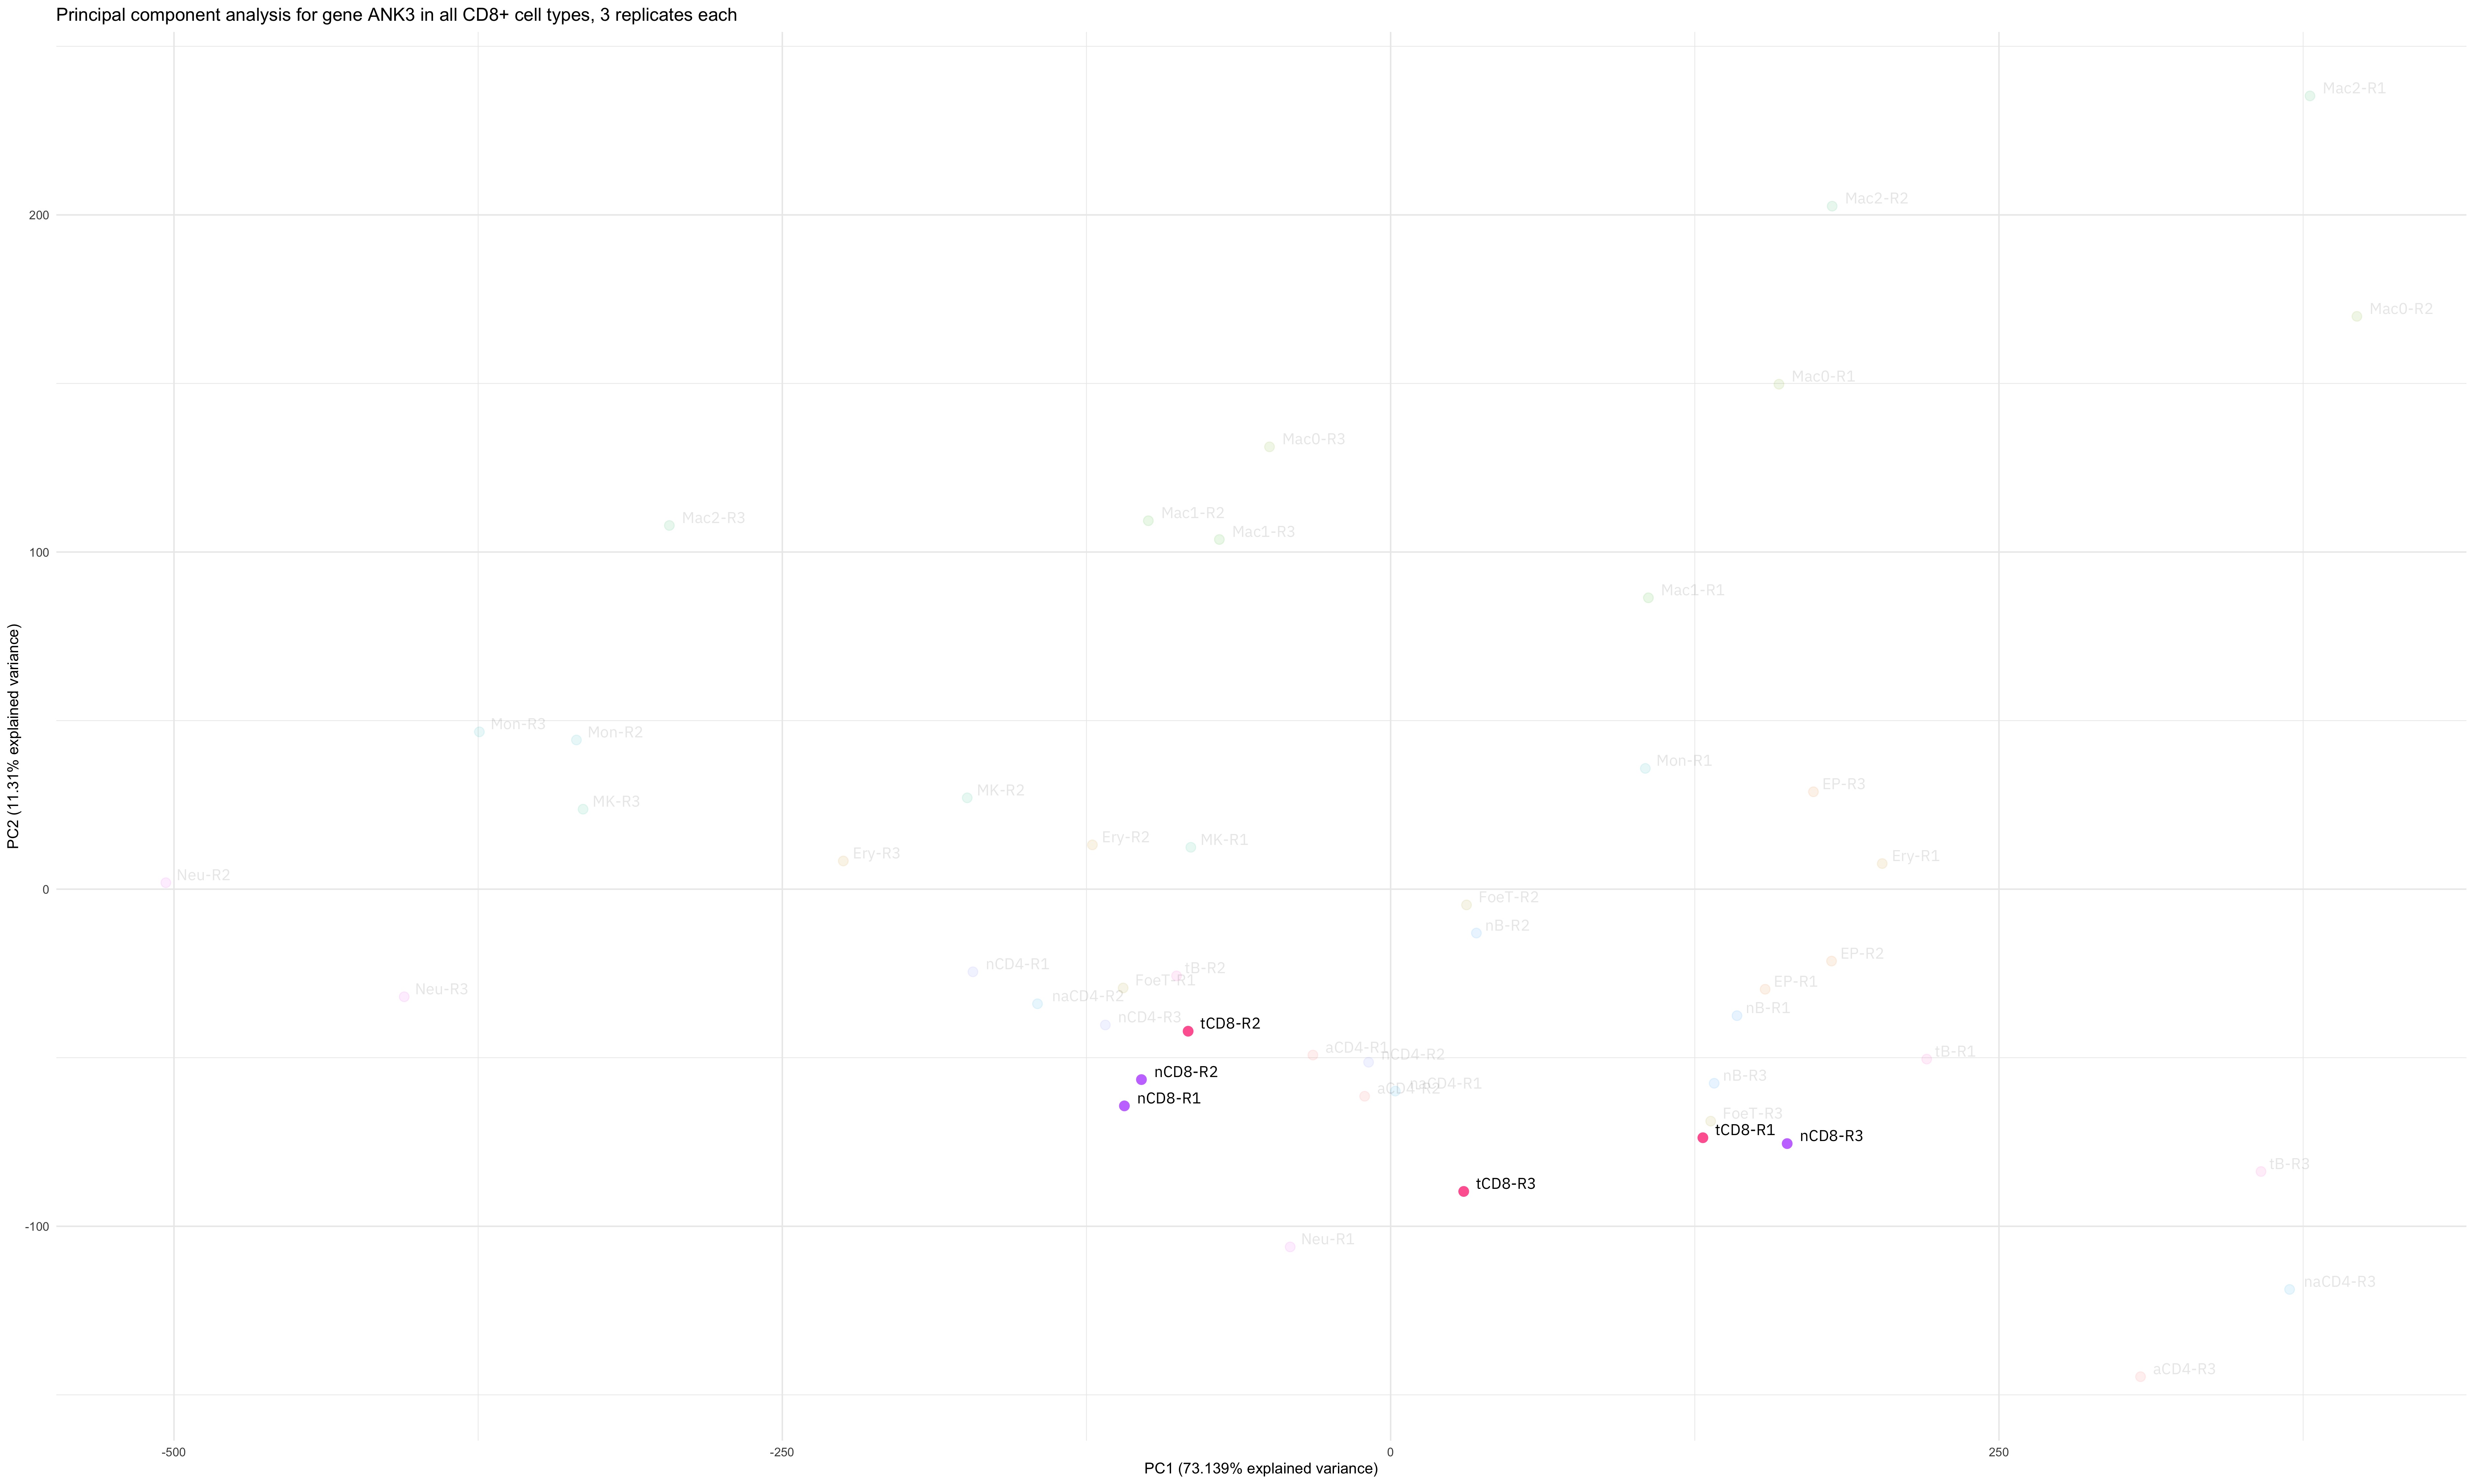 Principal component analysis for gene ANK3 in all CD8+ cell types, 3 replicates each
Mac2-R1
Mac2-R2
200
Mac0-R2
Mac0-R1
Mac0-R3
Mac2-R3
Mac1-R2
Mac1-R3
100
Mac1-R1
PC2 (11.31% explained variance)
Mon-R3
Mon-R2
Mon-R1
EP-R3
MK-R2
MK-R3
Ery-R2
MK-R1
Ery-R3
Ery-R1
0
Neu-R2
FoeT-R2
nB-R2
EP-R2
nCD4-R1
tB-R2
FoeT-R1
EP-R1
Neu-R3
naCD4-R2
nB-R1
nCD4-R3
tCD8-R2
aCD4-R1
nCD4-R2
tB-R1
nCD8-R2
nB-R3
naCD4-R1
aCD4-R2
nCD8-R1
FoeT-R3
tCD8-R1
nCD8-R3
tB-R3
tCD8-R3
-100
Neu-R1
naCD4-R3
aCD4-R3
-500
-250
0
250
PC1 (73.139% explained variance)